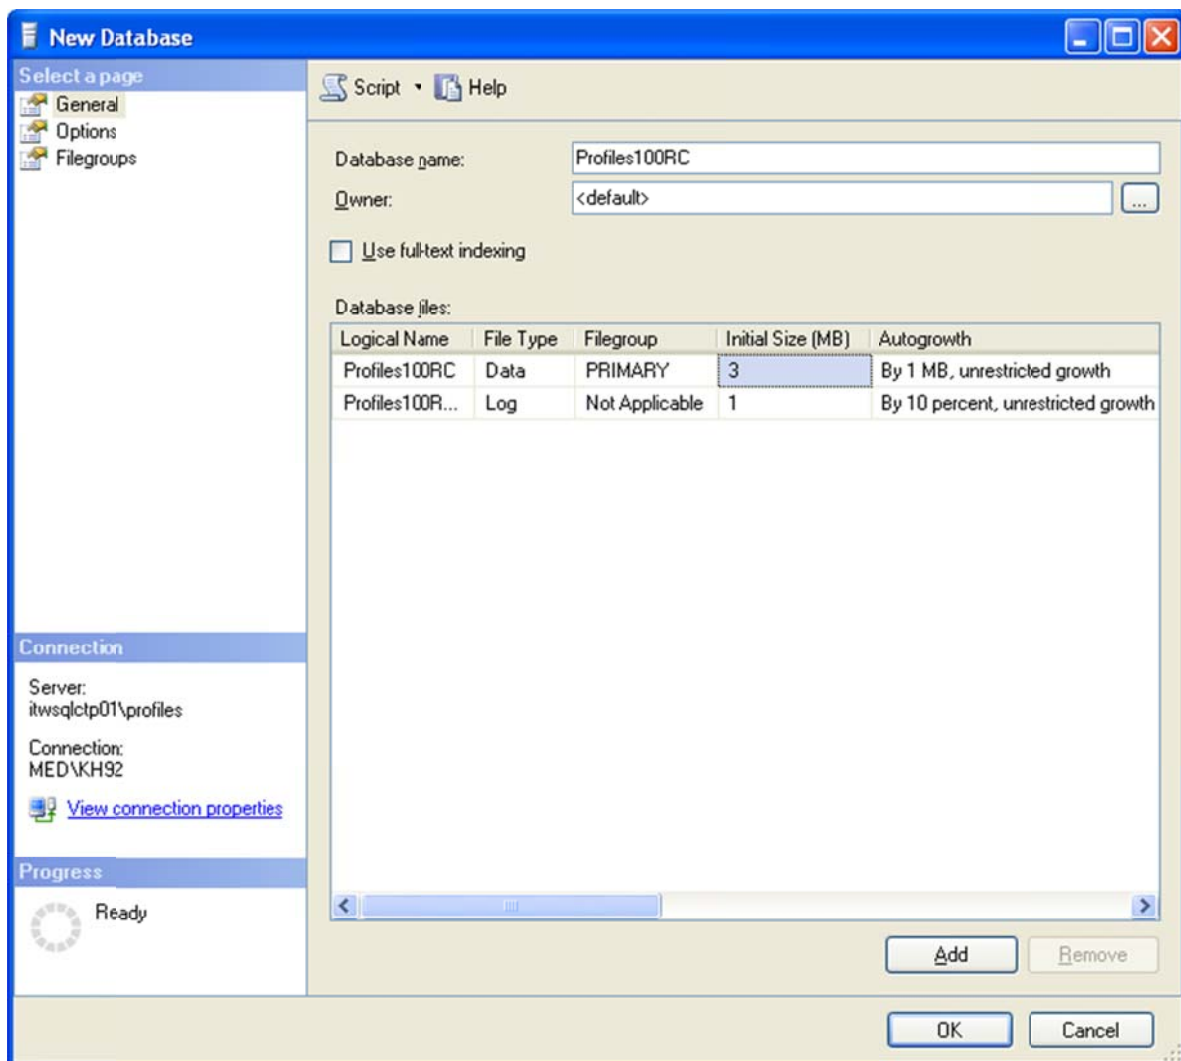 New Database
Select a page
General
Options
Filegroups
Script Help
Database name: Profiles100RC
Owner: <default> ...
Use full-text indexing
Database files:
Logical Name File Type Filegroup Initial Size (MB) Autogrowth
Profiles100RC Data PRIMARY 3 By 1 MB, unrestricted growth
Profiles100R... Log Not Applicable 1 By 10 percent, unrestricted growth
Connection
Server:
itwsqlctp01\profiles
Connection:
MED\KH92
View connection properties
Progress
Ready
Add Remove
OK Cancel